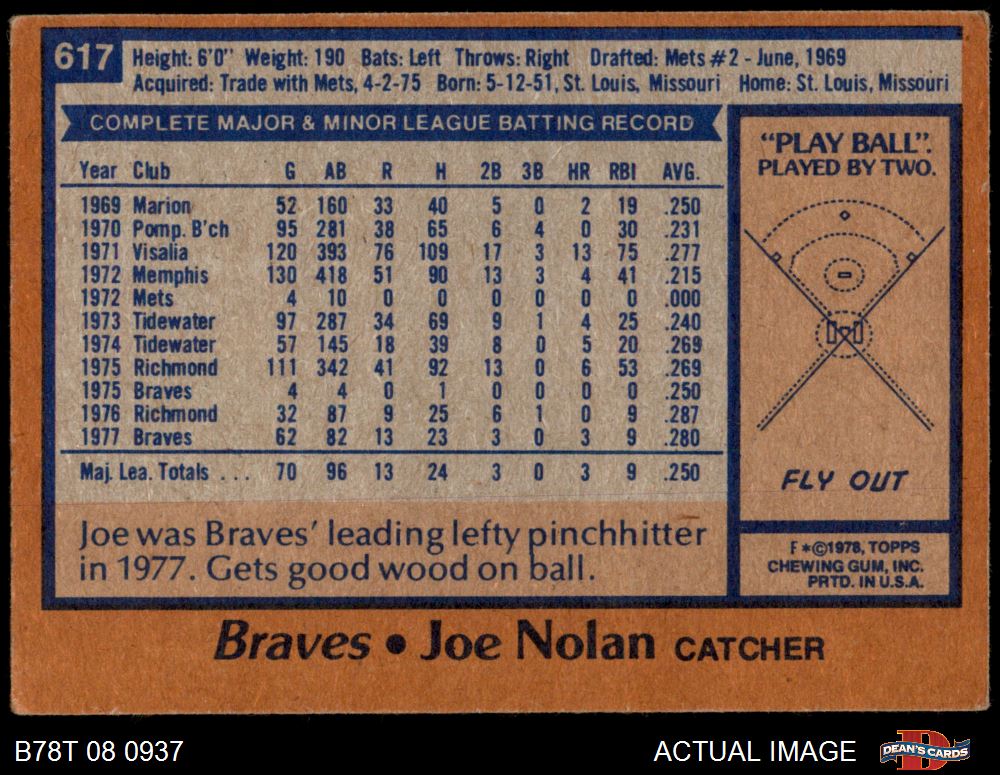 617
Height: 6'0" Weight: 190 Bats: Left Throws: Right Drafted: Mets #2 - June, 1969
Acquired: Trade with Mets, 4-2-75 Born: 5-12-51, St. Louis, Missouri Home: St. Louis, Missouri
COMPLETE MAJOR & MINOR LEAGUE BATTING RECORD
Year Club G AB R H 2B 3B HR RBI AVG.
1969 Marion 52 160 33 40 5 0 2 19 .250
1970 Pomp. B'ch 95 281 38 65 6 4 0 30 .231
1971 Visalia 120 393 76 109 17 3 13 75 .277
1972 Memphis 130 418 51 90 13 3 4 41 .215
1972 Mets 4 10 0 0 0 0 0 0 .000
1973 Tidewater 97 287 34 69 9 1 4 25 .240
1974 Tidewater 57 145 18 39 8 0 5 20 .269
1975 Richmond 111 342 41 92 13 0 6 53 .269
1975 Braves 4 4 0 1 0 0 0 0 .250
1976 Richmond 32 87 9 25 6 1 0 9 .287
1977 Braves 62 82 13 23 3 0 3 9 .280
Maj. Lea. Totals ... 70 96 13 24 3 0 3 9 .250
Joe was Braves' leading lefty pinchhitter
in 1977. Gets good wood on ball.
"PLAY BALL".
PLAYED BY TWO.
FLY OUT
F *©1978, TOPPS
CHEWING GUM, INC.
PRTD. IN U.S.A.
Braves • Joe Nolan CATCHER
B78T 08 0937
ACTUAL IMAGE
DEAN'S CARDS